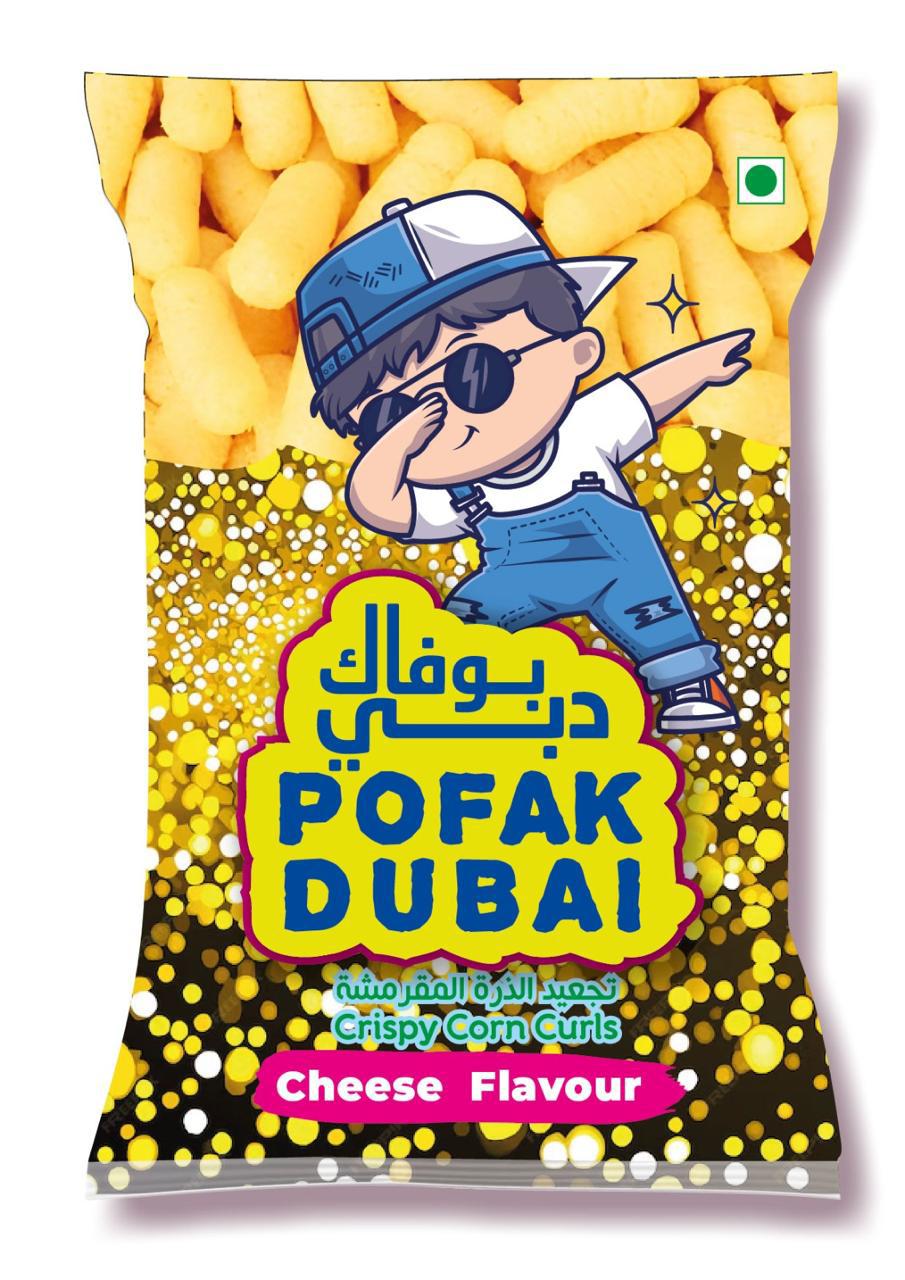 بوفاك
دبي
POFAK
DUBAI
تجعيد الذرة المقرمشة
Crispy Corn Curls
Cheese Flavour